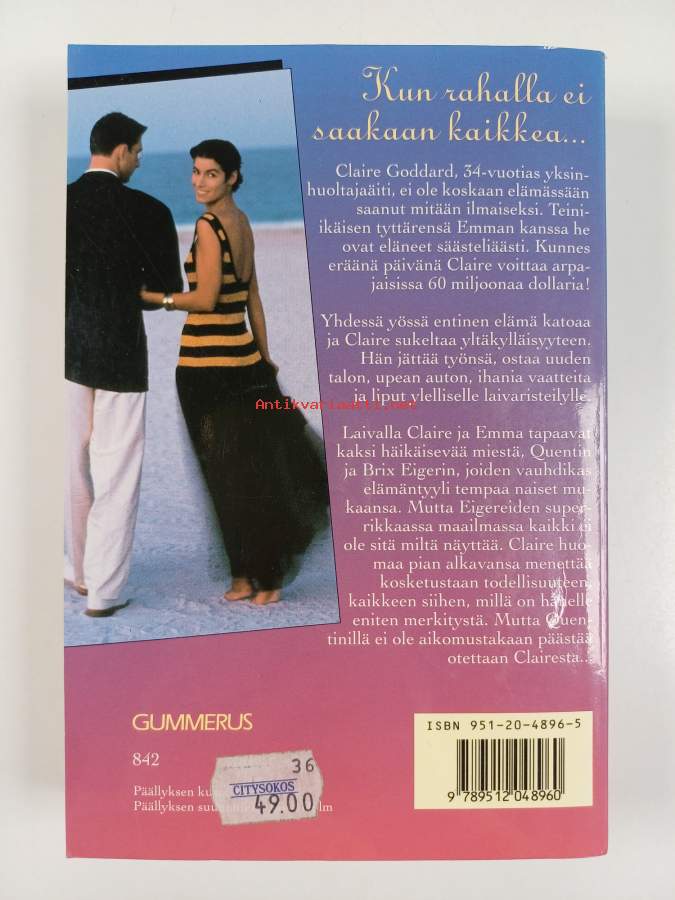 Kun rahalla ei
saakaan kaikkea...
Claire Goddard, 34-vuotias yksin-
huoltajaäiti, ei ole koskaan elämässään
saanut mitään ilmaiseksi. Teini-
ikäisen tyttärensä Emman kanssa he
ovat eläneet säästeliäästi. Kunnes
eräänä päivänä Claire voittaa arpa-
jaisissa 60 miljoonaa dollaria!
Yhdessä yössä entinen elämä katoaa
ja Claire sukeltaa yltäkylläisyyteen.
Hän jättää työnsä, ostaa uuden
talon, upean auton, ihania vaatteita
ja liput ylelliselle laivaristeilylle.
Antikvariaatti.net
Laivalla Claire ja Emma tapaavat
kaksi häikäisevää miestä, Quentin
ja Brix Eigerin, joiden vauhdikas
elämäntyyli tempaa naiset mu-
kaansa. Mutta Eigereiden super-
rikkaassa maailmassa kaikki ei
ole sitä miltä näyttää. Claire huo-
maa pian alkavansa menettää
kosketustaan todellisuuteen,
kaikkeen siihen, millä on hänelle
eniten merkitystä. Mutta Quen-
tinillä ei ole aikomustakaan päästää
otettaan Clairesta...
GUMMERUS
842
Päällyksen
Päällyksen
36
CITYSOKOS
49.00
ISBN 951-20-4896-5
9 789512 048960